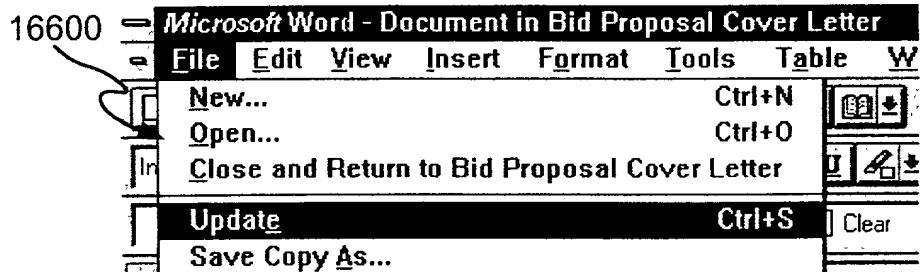 16600
Microsoft Word - Document in Bid Proposal Cover Letter
File Edit View Insert Format Tools Table W
New... Ctrl+N
Open... Ctrl+O
Close and Return to Bid Proposal Cover Letter
In U
Update Ctrl+S Clear
Save Copy As...